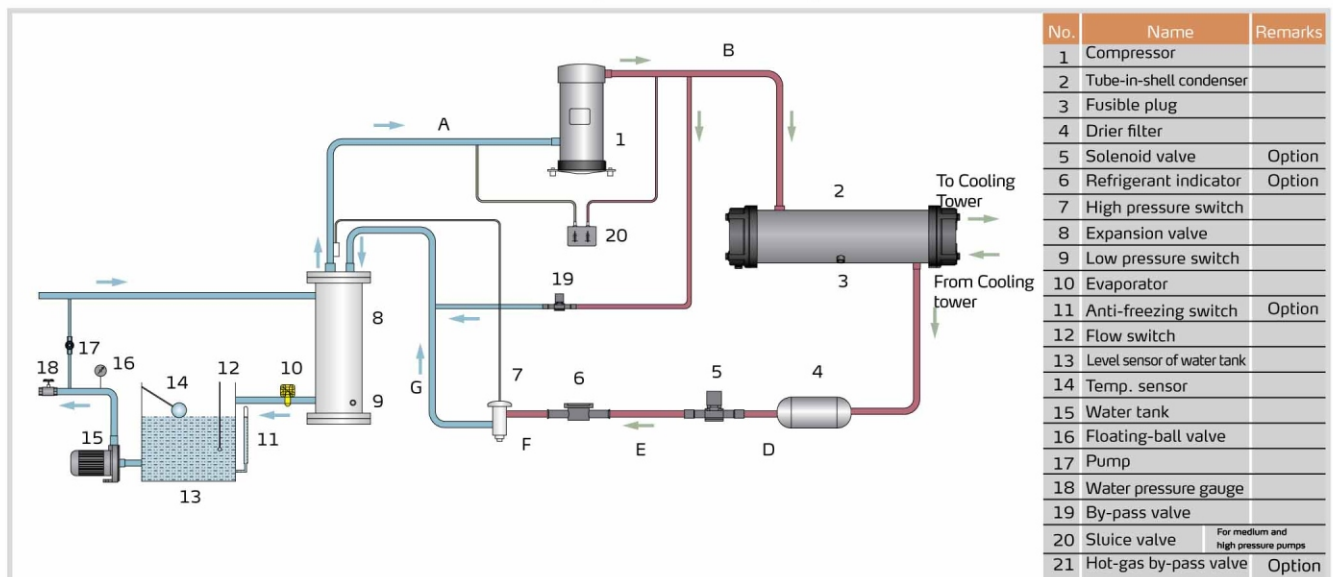 B
A
1
2
To Cooling
Tower
20
3
From Cooling
tower
19
8
17
16
18
12
10
14
7
6
5
4
9
G
15
11
F
E
D
13
No. Name Remarks
1 Compressor
2 Tube-in-shell condenser
3 Fusible plug
4 Drier filter
5 Solenoid valve Option
6 Refrigerant indicator Option
7 High pressure switch
8 Expansion valve
9 Low pressure switch
10 Evaporator
11 Anti-freezing switch Option
12 Flow switch
13 Level sensor of water tank
14 Temp. sensor
15 Water tank
16 Floating-ball valve
17 Pump
18 Water pressure gauge
19 By-pass valve
20 Sluice valve For medium and
high pressure pumps
21 Hot-gas by-pass valve Option